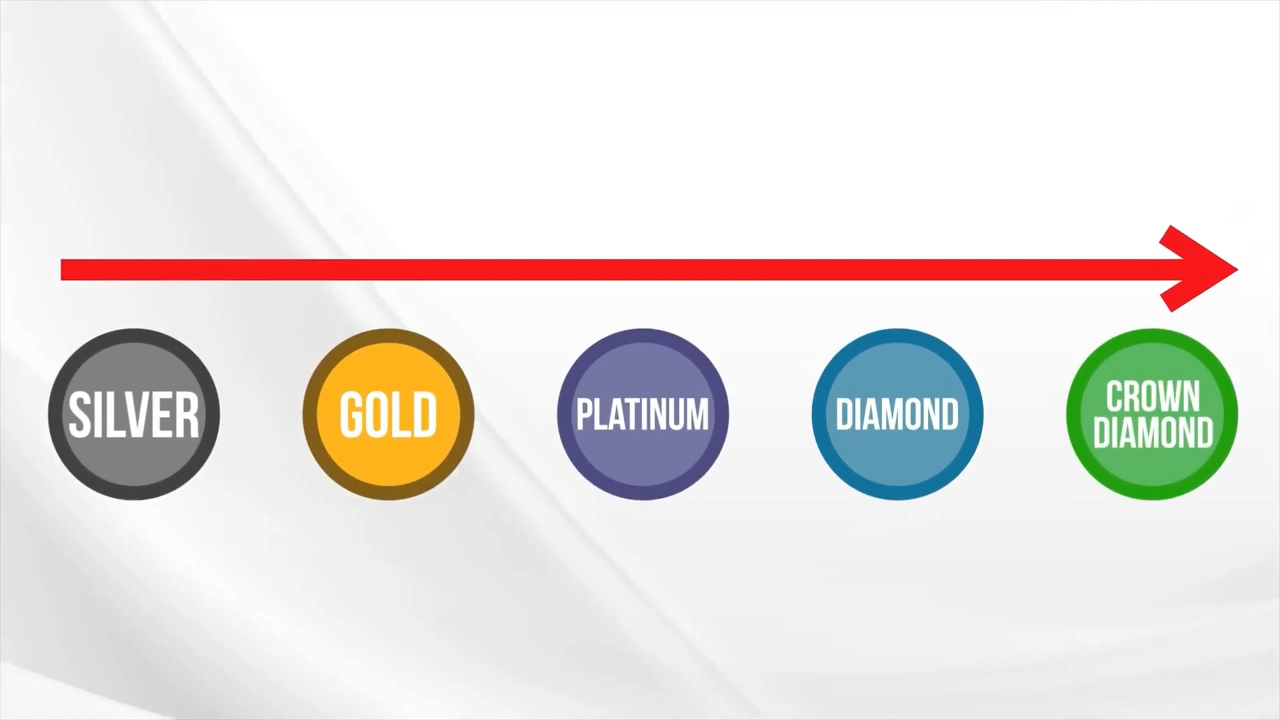 SILVER
GOLD
PLATINUM
DIAMOND
CROWN
DIAMOND